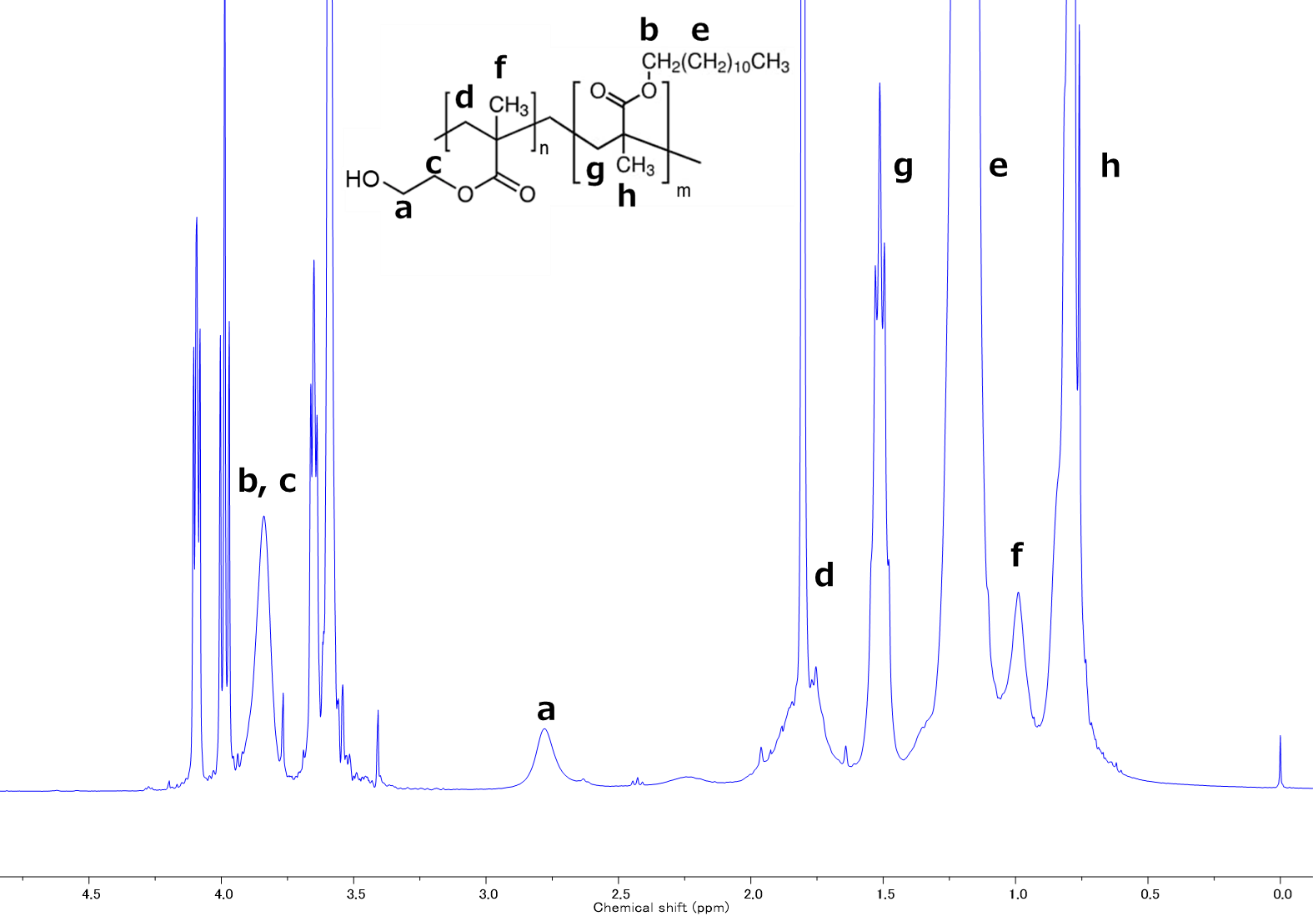 b e
CH₂(CH₂)₁₀CH₃
f
d CH₃ O O
n
c
HO O O
a
g CH₃
h
m
g e h
b, c
f
d
a
4.5 4.0 3.5 3.0 2.5 2.0 1.5 1.0 0.5 0.0
Chemical shift (ppm)